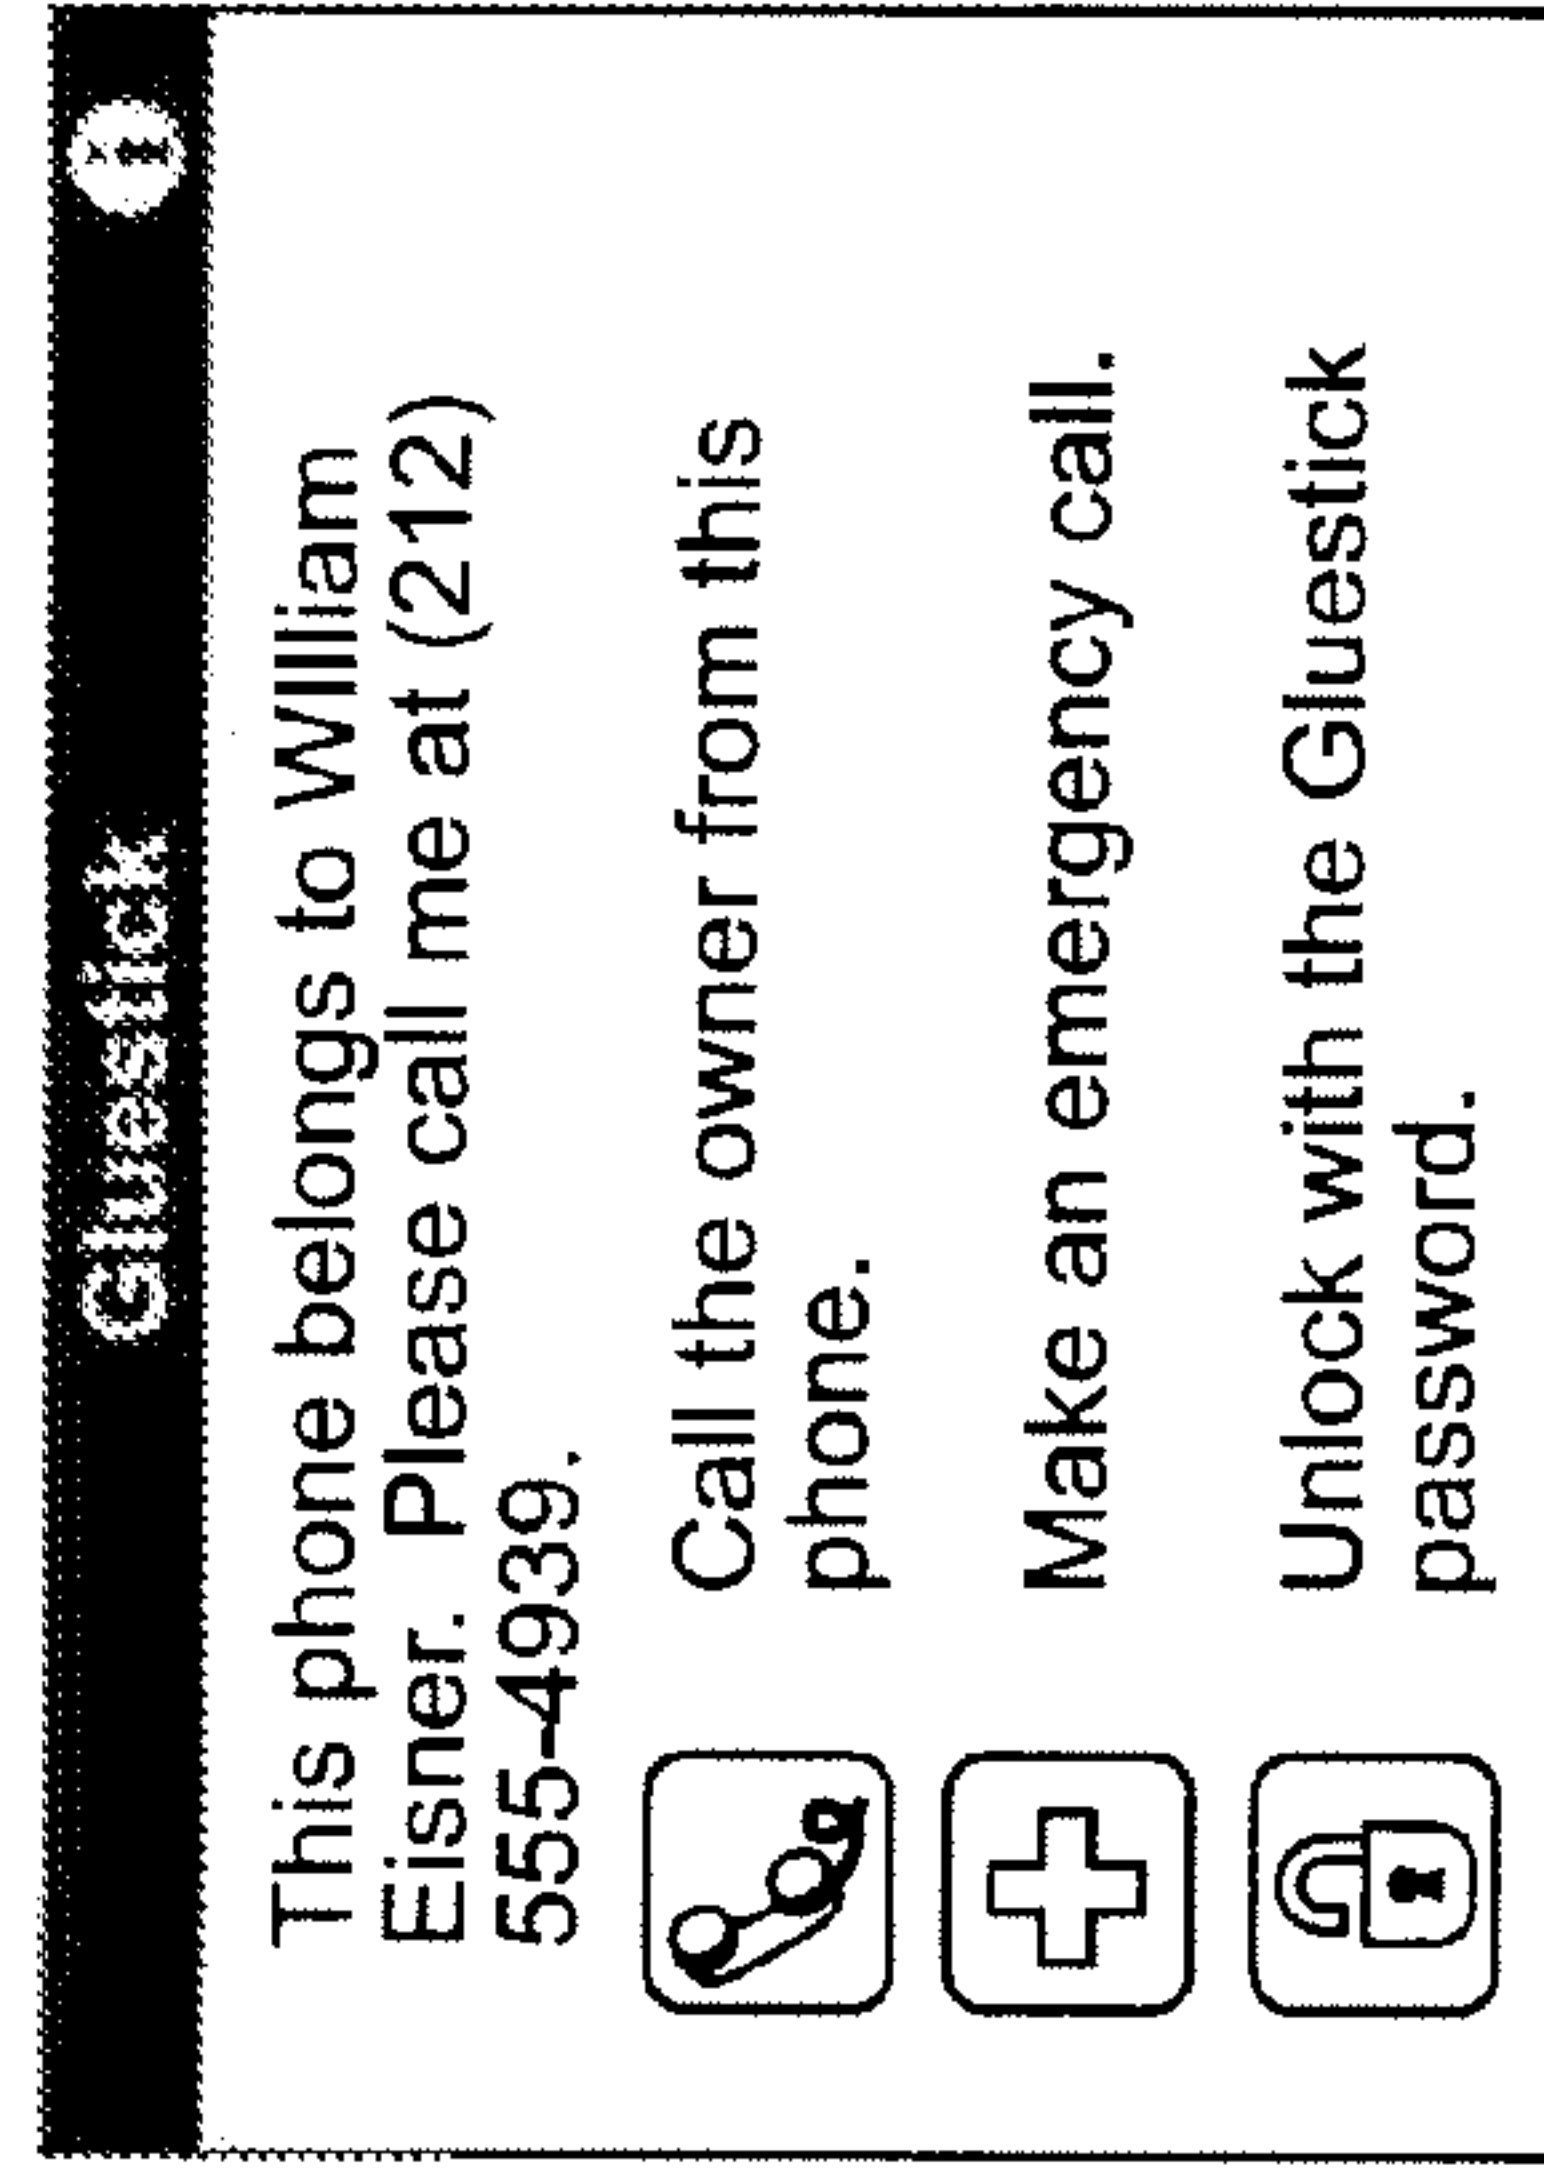 Gluestick
This phone belongs to William
Eisner. Please call me at (212)
555-4939.
Call the owner from this
phone.
Make an emergency call.
Unlock with the Gluestick
password.